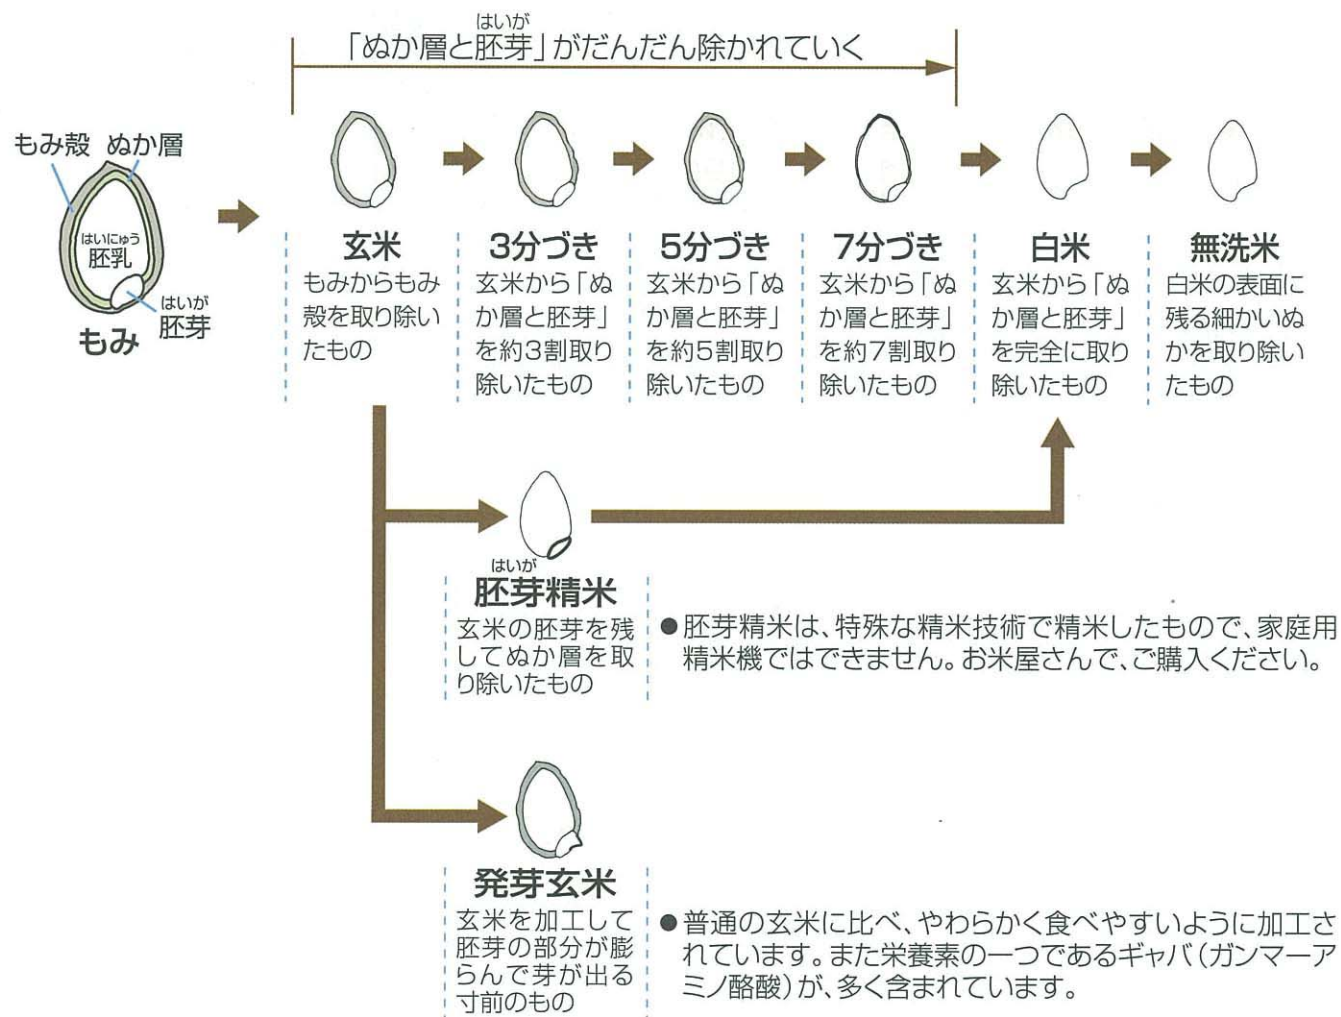 はいが
「ぬか層と胚芽」がだんだん除かれていく
もみ殻 ぬか層
はいにゅう
胚乳
はいが
胚芽
もみ
玄米
もみからもみ
殻を取り除い
たもの
3分づき
玄米から「ぬ
か層と胚芽」
を約3割取り
除いたもの
5分づき
玄米から「ぬ
か層と胚芽」
を約5割取り
除いたもの
7分づき
玄米から「ぬ
か層と胚芽」
を約7割取り
除いたもの
白米
玄米から「ぬ
か層と胚芽」
を完全に取り
除いたもの
無洗米
白米の表面に
残る細かいぬ
かを取り除い
たもの
はいが
胚芽精米
玄米の胚芽を残
してぬか層を取
り除いたもの
●胚芽精米は、特殊な精米技術で精米したもので、家庭用
精米機ではできません。お米屋さんで、ご購入ください。
発芽玄米
玄米を加工して
胚芽の部分が膨
らんで芽が出る
寸前のもの
●普通の玄米に比べ、やわらかく食べやすいように加工さ
れています。また栄養素の一つであるギャバ(ガンマーア
ミノ酪酸)が、多く含まれています。